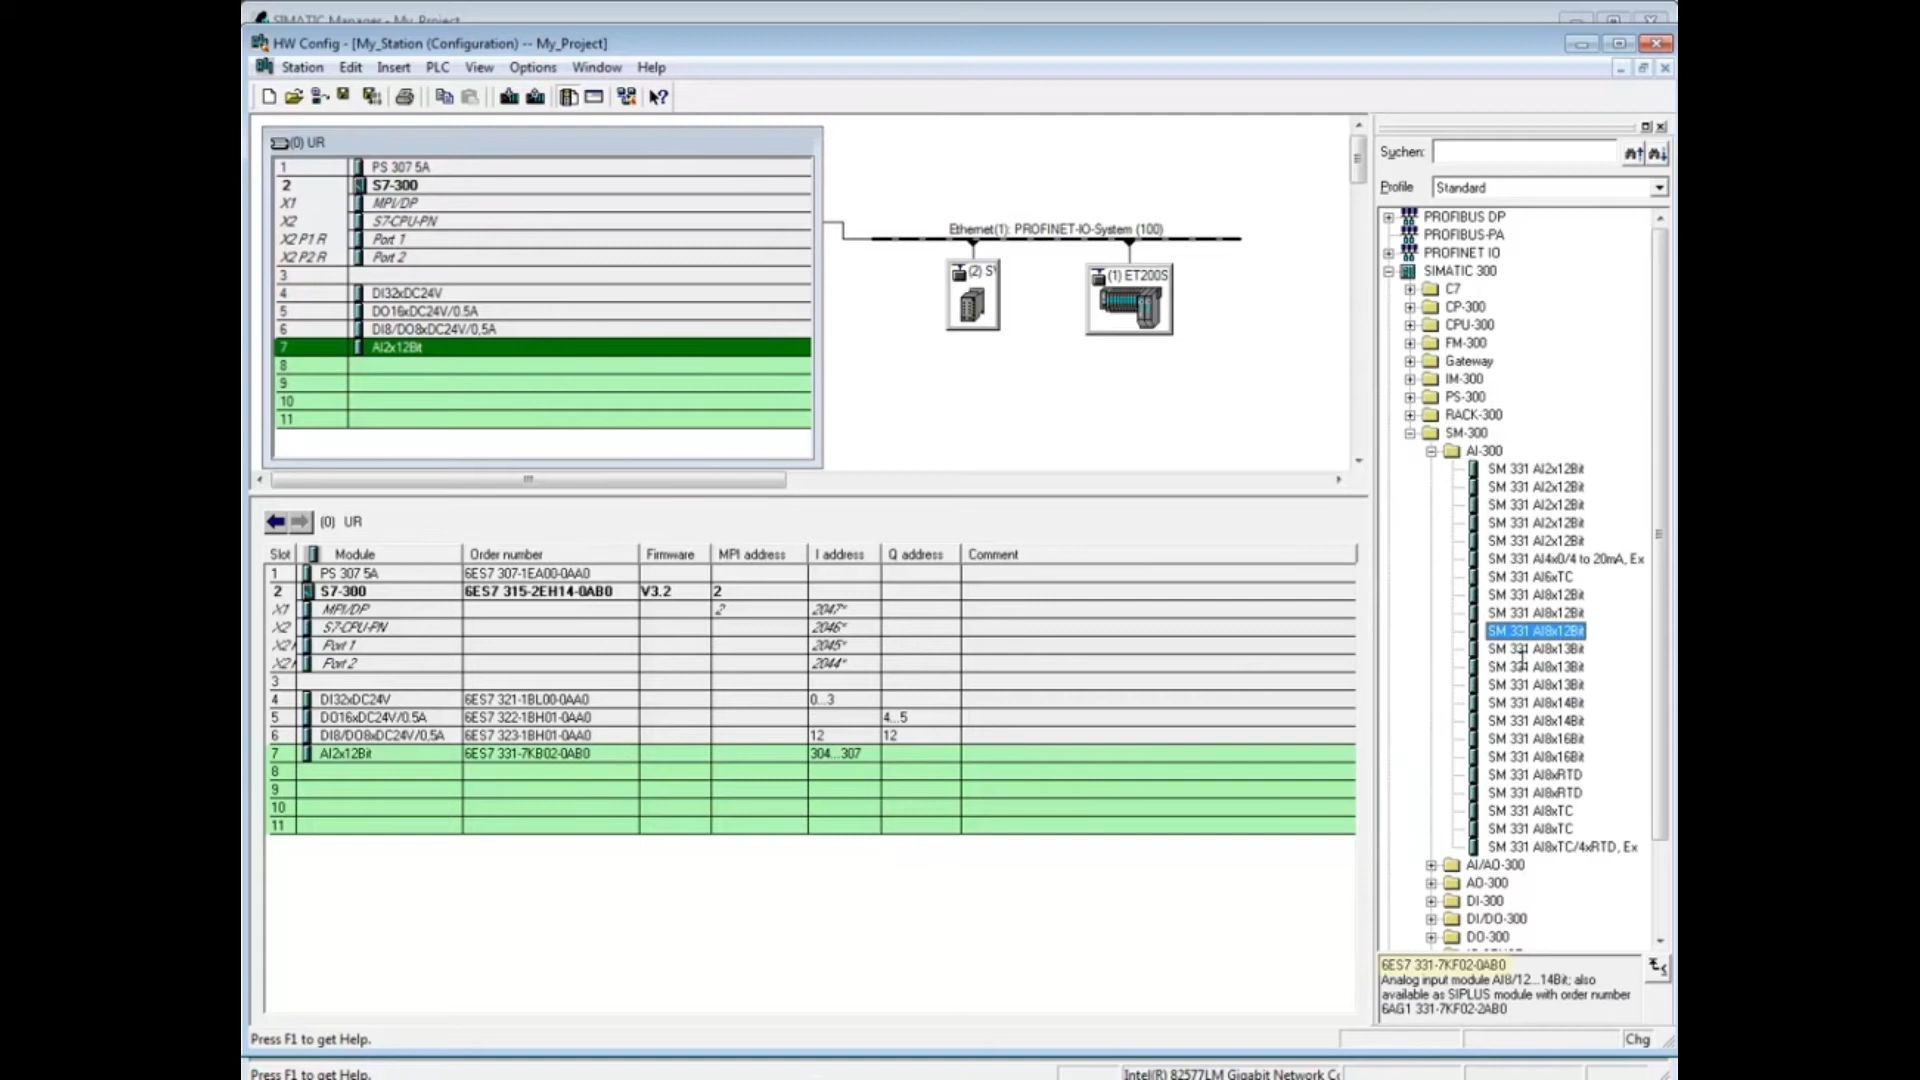 SIMATIC Manager - My_Project
HW Config - [My_Station (Configuration) -- My_Project]
Station Edit Insert PLC View Options Window Help
(0) UR
1 PS 307 5A
2 S7-300
X1 MPI/DP
X2 S7-CPU-PN
X2 P1 R Port 1
X2 P2 R Port 2
3
4 DI32xDC24V
5 DO16xDC24V/0.5A
6 DI8/DO8xDC24V/0,5A
7 AI2x12Bit
8
9
10
11
Ethernet(1): PROFINET-IO-System (100)
(2) S
(1) ET200S
Suchen:
Profile Standard
PROFIBUS DP
PROFIBUS-PA
PROFINET IO
SIMATIC 300
C7
CP-300
CPU-300
FM-300
Gateway
IM-300
PS-300
RACK-300
SM-300
AI-300
SM 331 AI2x12Bit
SM 331 AI2x12Bit
SM 331 AI2x12Bit
SM 331 AI2x12Bit
SM 331 AI2x12Bit
SM 331 AI4x0/4 to 20mA, Ex
SM 331 AI6xTC
SM 331 AI8x12Bit
SM 331 AI8x12Bit
SM 331 AI8x12Bit
SM 331 AI8x13Bit
SM 331 AI8x13Bit
SM 331 AI8x13Bit
SM 331 AI8x14Bit
SM 331 AI8x14Bit
SM 331 AI8x16Bit
SM 331 AI8x16Bit
SM 331 AI8xRTD
SM 331 AI8xRTD
SM 331 AI8xTC
SM 331 AI8xTC
SM 331 AI8xTC/4xRTD, Ex
AI/AO-300
AO-300
DI-300
DI/DO-300
DO-300
6ES7 331-7KF02-0AB0
Analog input module AI8/12...14Bit; also
available as SIPLUS module with order number
6AG1 331-7KF02-2AB0
(0) UR
Slot Module Order number Firmware MPI address I address Q address Comment
1 PS 307 5A 6ES7 307-1EA00-0AA0
2 S7-300 6ES7 315-2EH14-0AB0 V3.2 2
X1 MPI/DP 2 2047*
X2 S7-CPU-PN 2046*
X2 Port 1 2045*
X2 Port 2 2044*
3
4 DI32xDC24V 6ES7 321-1BL00-0AA0 0...3
5 DO16xDC24V/0.5A 6ES7 322-1BH01-0AA0 4...5
6 DI8/DO8xDC24V/0,5A 6ES7 323-1BH01-0AA0 12 12
7 AI2x12Bit 6ES7 331-7KB02-0AB0 304...307
8
9
10
11
Press F1 to get Help. Chg
Press F1 to get Help. Intel(R) 82577LM Gigabit Network Co